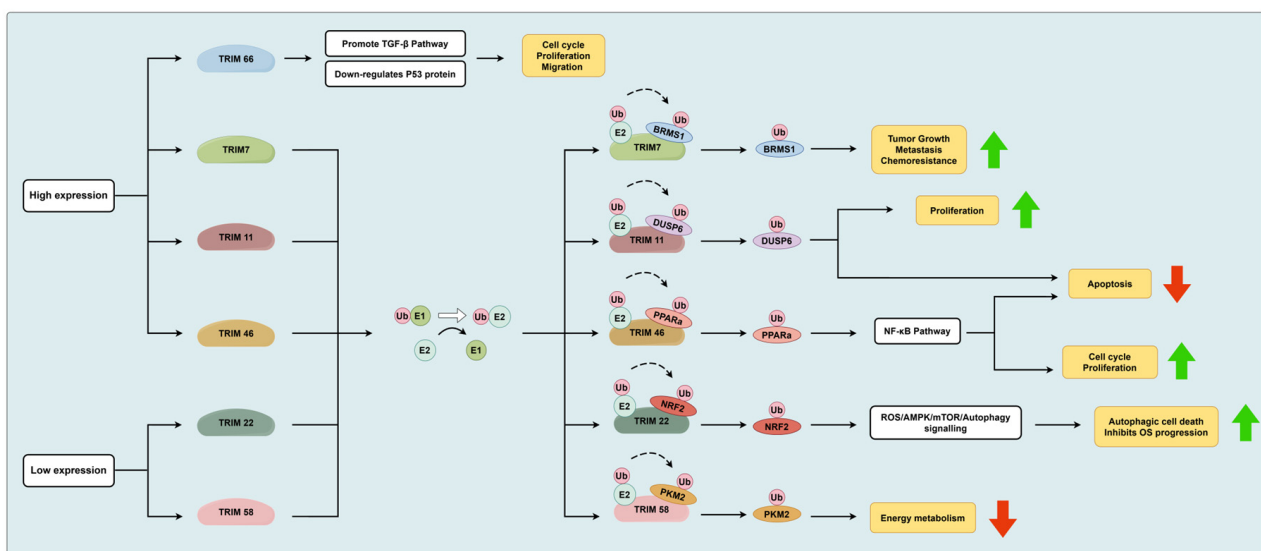 High expression
Low expression
TRIM 66
TRIM7
TRIM 11
TRIM 46
TRIM 22
TRIM 58
Promote TGF-β Pathway
Down-regulates P53 protein
Cell cycle
Proliferation
Migration
Ub E1
Ub E2
E2
E1
Ub
Ub
E2
BRMS1
TRIM7
Ub
BRMS1
Tumor Growth
Metastasis
Chemoresistance
Ub
Ub
E2
DUSP6
TRIM 11
Ub
DUSP6
Proliferation
Apoptosis
Ub
Ub
E2
PPARa
TRIM 46
Ub
PPARa
NF-κB Pathway
Cell cycle
Proliferation
Ub
Ub
E2
NRF2
TRIM 22
Ub
NRF2
ROS/AMPK/mTOR/Autophagy
signalling
Autophagic cell death
Inhibits OS progression
Ub
Ub
E2
PKM2
TRIM 58
Ub
PKM2
Energy metabolism